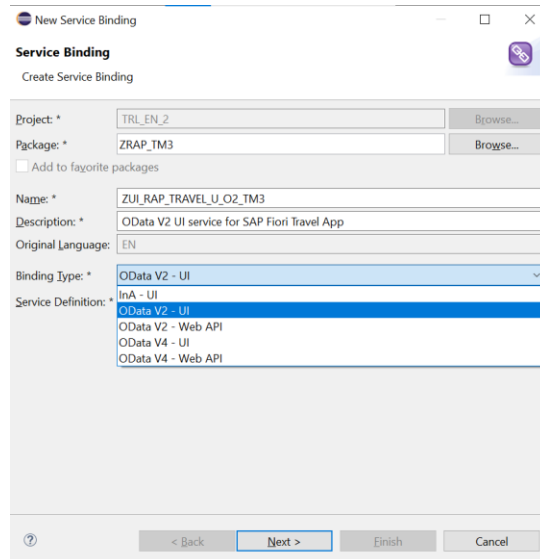 New Service Binding
Service Binding
Create Service Binding
Project: * TRL_EN_2 Browse...
Package: * ZRAP_TM3 Browse...
Add to favorite packages
Name: * ZUI_RAP_TRAVEL_U_O2_TM3
Description: * OData V2 UI service for SAP Fiori Travel App
Original Language: EN
Binding Type: * OData V2 - UI
InA - UI
Service Definition: * OData V2 - UI
OData V2 - Web API
OData V4 - UI
OData V4 - Web API
? < Back Next > Finish Cancel